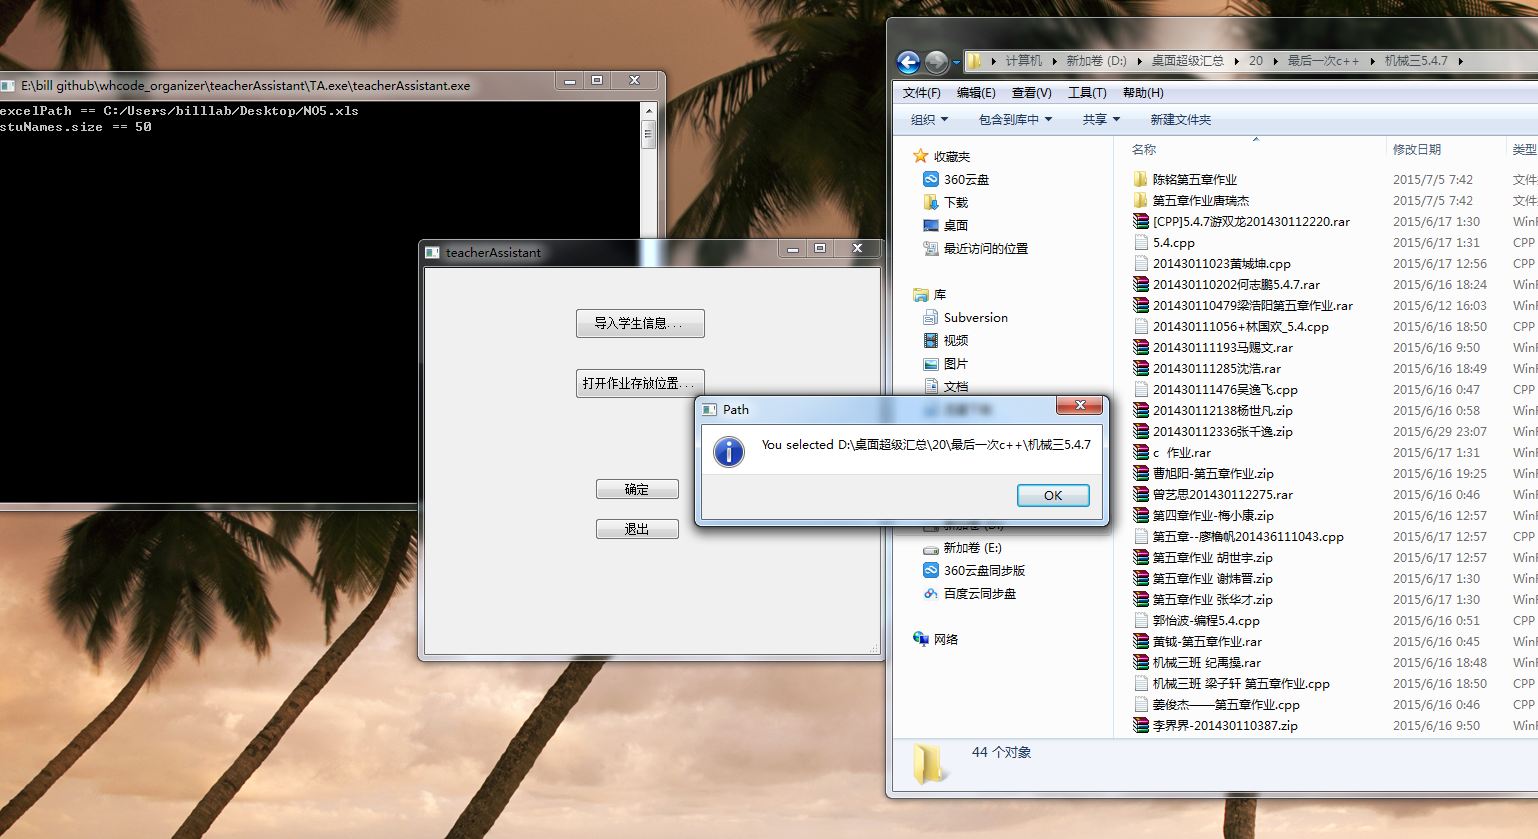 E:\bill github\whcode_organizer\teacherAssistant\TA.exe\teacherAssistant.exe
excelPath == C:/Users/billlab/Desktop/NO5.xls
stuNames.size == 50
teacherAssistant
导入学生信息...
打开作业存放位置...
确定
退出
Path
You selected D:\桌面超级汇总\20\最后一次c++\机械三5.4.7
OK
计算机 新加卷 (D:) 桌面超级汇总 20 最后一次c++ 机械三5.4.7
文件(F) 编辑(E) 查看(V) 工具(T) 帮助(H)
组织 包含到库中 共享 新建文件夹
收藏夹
360云盘
下载
桌面
最近访问的位置
库
Subversion
视频
图片
文档
新加卷 (E:)
360云盘同步版
百度云同步盘
网络
名称 修改日期 类型
陈铭第五章作业 2015/7/5 7:42 文件
第五章作业唐瑞杰 2015/7/5 7:42 文件
[CPP]5.4.7游双龙201430112220.rar 2015/6/17 1:30 WinF
5.4.cpp 2015/6/17 1:31 CPP
20143011023黄城坤.cpp 2015/6/17 12:56 CPP
201430110202何志鹏5.4.7.rar 2015/6/16 18:24 WinF
201430110479梁浩阳第五章作业.rar 2015/6/12 16:03 WinF
201430111056+林国欢_5.4.cpp 2015/6/16 18:50 CPP
201430111193马赐文.rar 2015/6/16 9:50 WinF
201430111285沈浩.rar 2015/6/16 18:49 WinF
201430111476吴逸飞.cpp 2015/6/16 0:47 CPP
201430112138杨世凡.zip 2015/6/16 0:58 WinF
201430112336张千逸.zip 2015/6/29 23:07 WinF
c 作业.rar 2015/6/17 1:31 WinF
曹旭阳-第五章作业.zip 2015/6/16 19:25 WinF
曾艺思201430112275.rar 2015/6/16 0:46 WinF
第四章作业-梅小康.zip 2015/6/16 12:57 WinF
第五章--廖桷帆201436111043.cpp 2015/6/17 12:57 CPP
第五章作业 胡世宇.zip 2015/6/17 12:57 WinF
第五章作业 谢炜晋.zip 2015/6/17 1:30 WinF
第五章作业 张华才.zip 2015/6/17 1:30 WinF
郭怡波-编程5.4.cpp 2015/6/16 0:51 CPP
黄钺-第五章作业.rar 2015/6/16 0:45 WinF
机械三班 纪禹操.rar 2015/6/16 18:48 WinF
机械三班 梁子轩 第五章作业.cpp 2015/6/16 18:50 CPP
姜俊杰——第五章作业.cpp 2015/6/16 0:46 CPP
李界界-201430110387.zip 2015/6/16 9:50 WinF
44 个对象